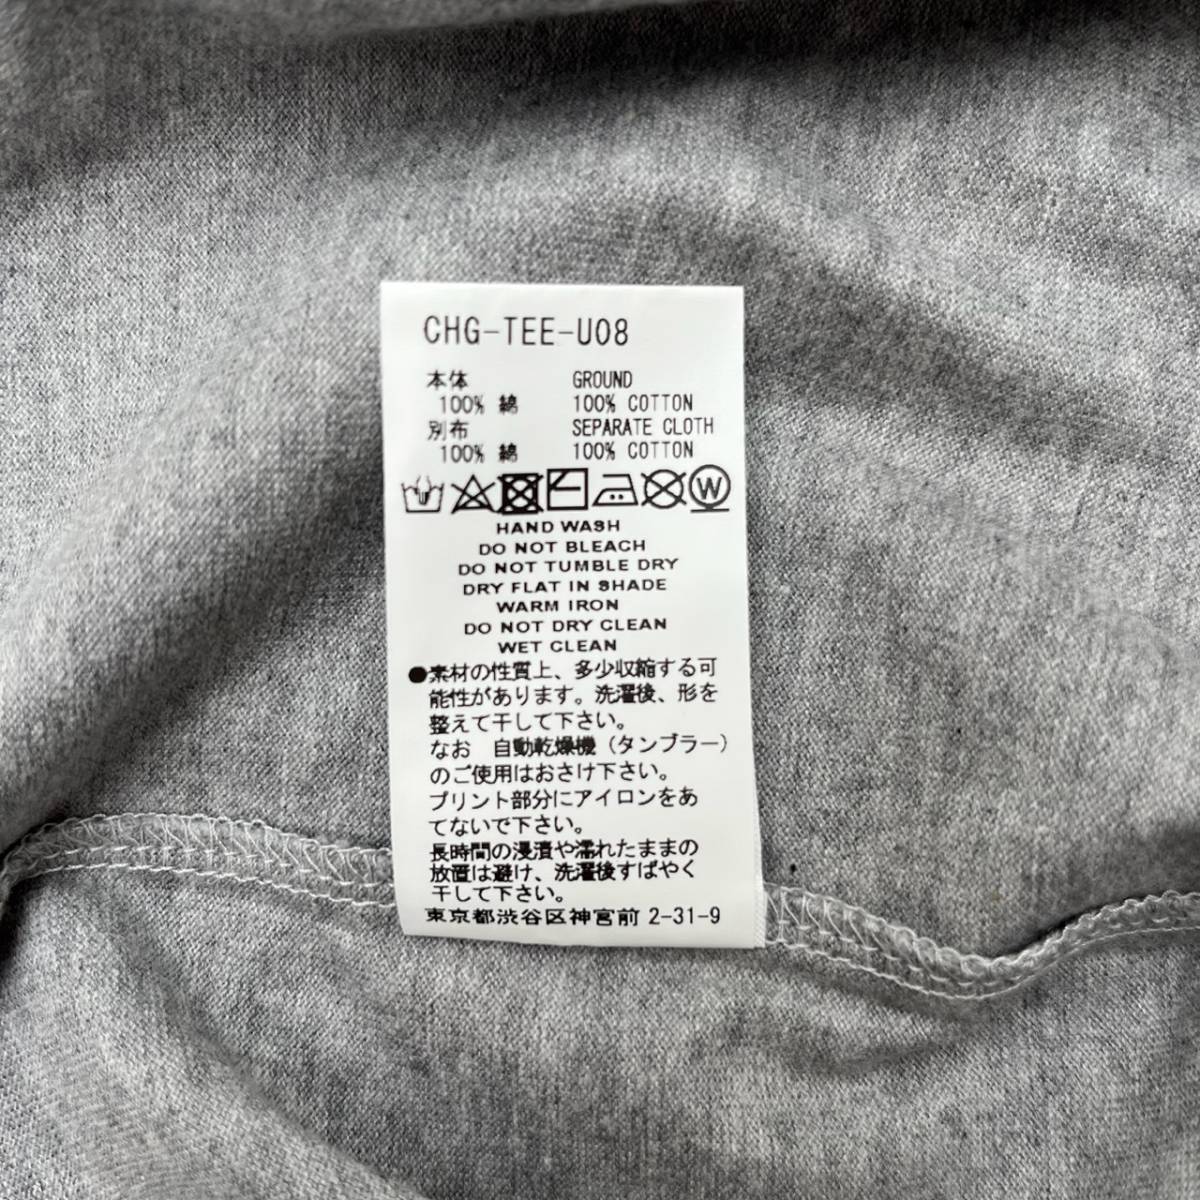 CHG-TEE-U08
本体 GROUND
100% 綿 100% COTTON
別布 SEPARATE CLOTH
100% 綿 100% COTTON
W
HAND WASH
DO NOT BLEACH
DO NOT TUMBLE DRY
DRY FLAT IN SHADE
WARM IRON
DO NOT DRY CLEAN
WET CLEAN
●素材の性質上、多少収縮する可
能性があります。洗濯後、形を
整えて干して下さい。
なお 自動乾燥機(タンブラー)
のご使用はおさけ下さい。
プリント部分にアイロンをあ
てないで下さい。
長時間の浸漬や濡れたままの
放置は避け、洗濯後すばやく
干して下さい。
東京都渋谷区神宮前 2-31-9